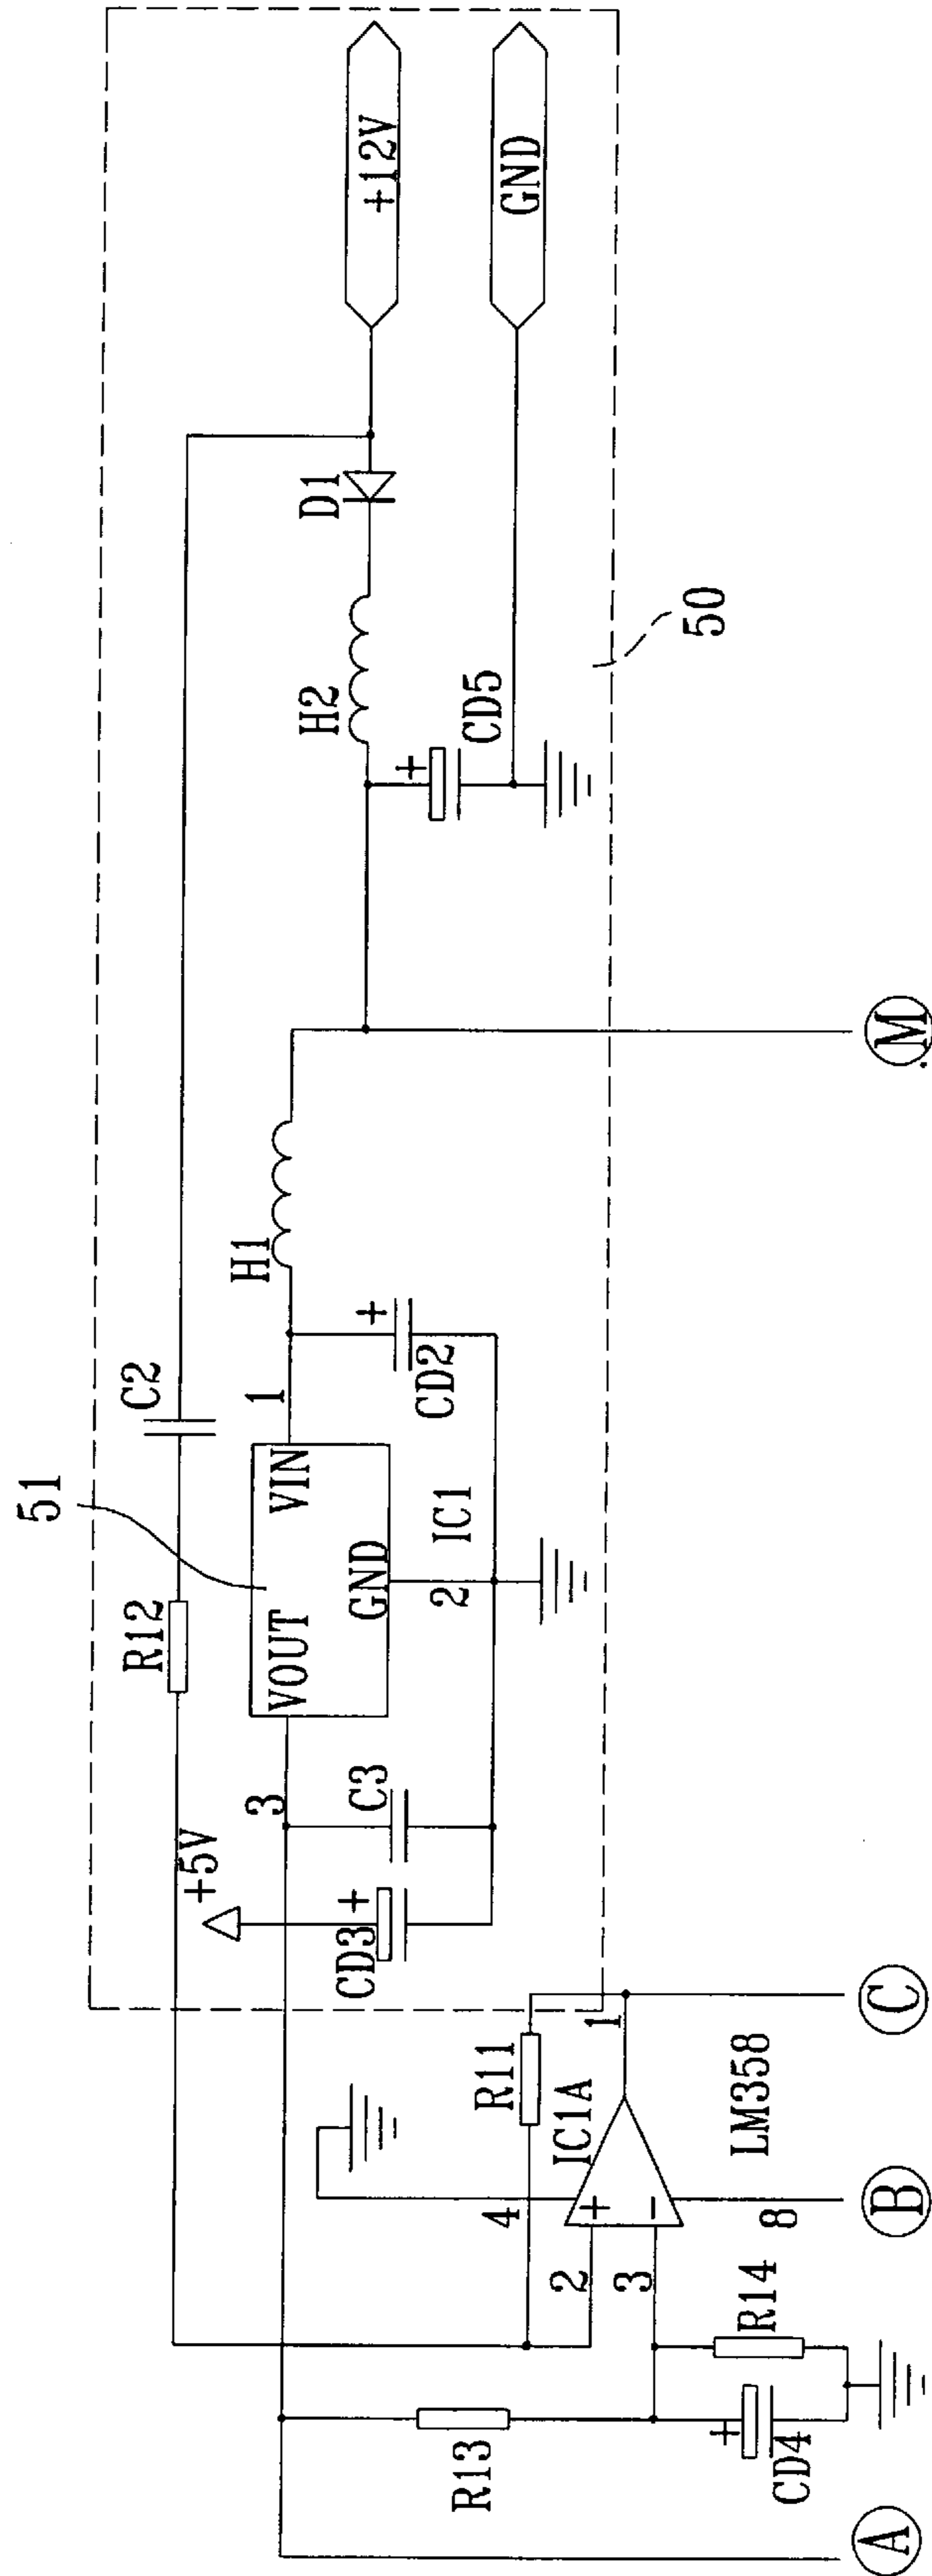 51
+5V
R12
C2
3
VOUT
VIN
1
H1
GND
2
IC1
CD2
C3
CD3
+
+
H2
D1
+12V
GND
CD5
+
50
R11
IC1A
1
4
+
-
2
3
8
LM358
R13
R14
CD4
+
A
B
C
M